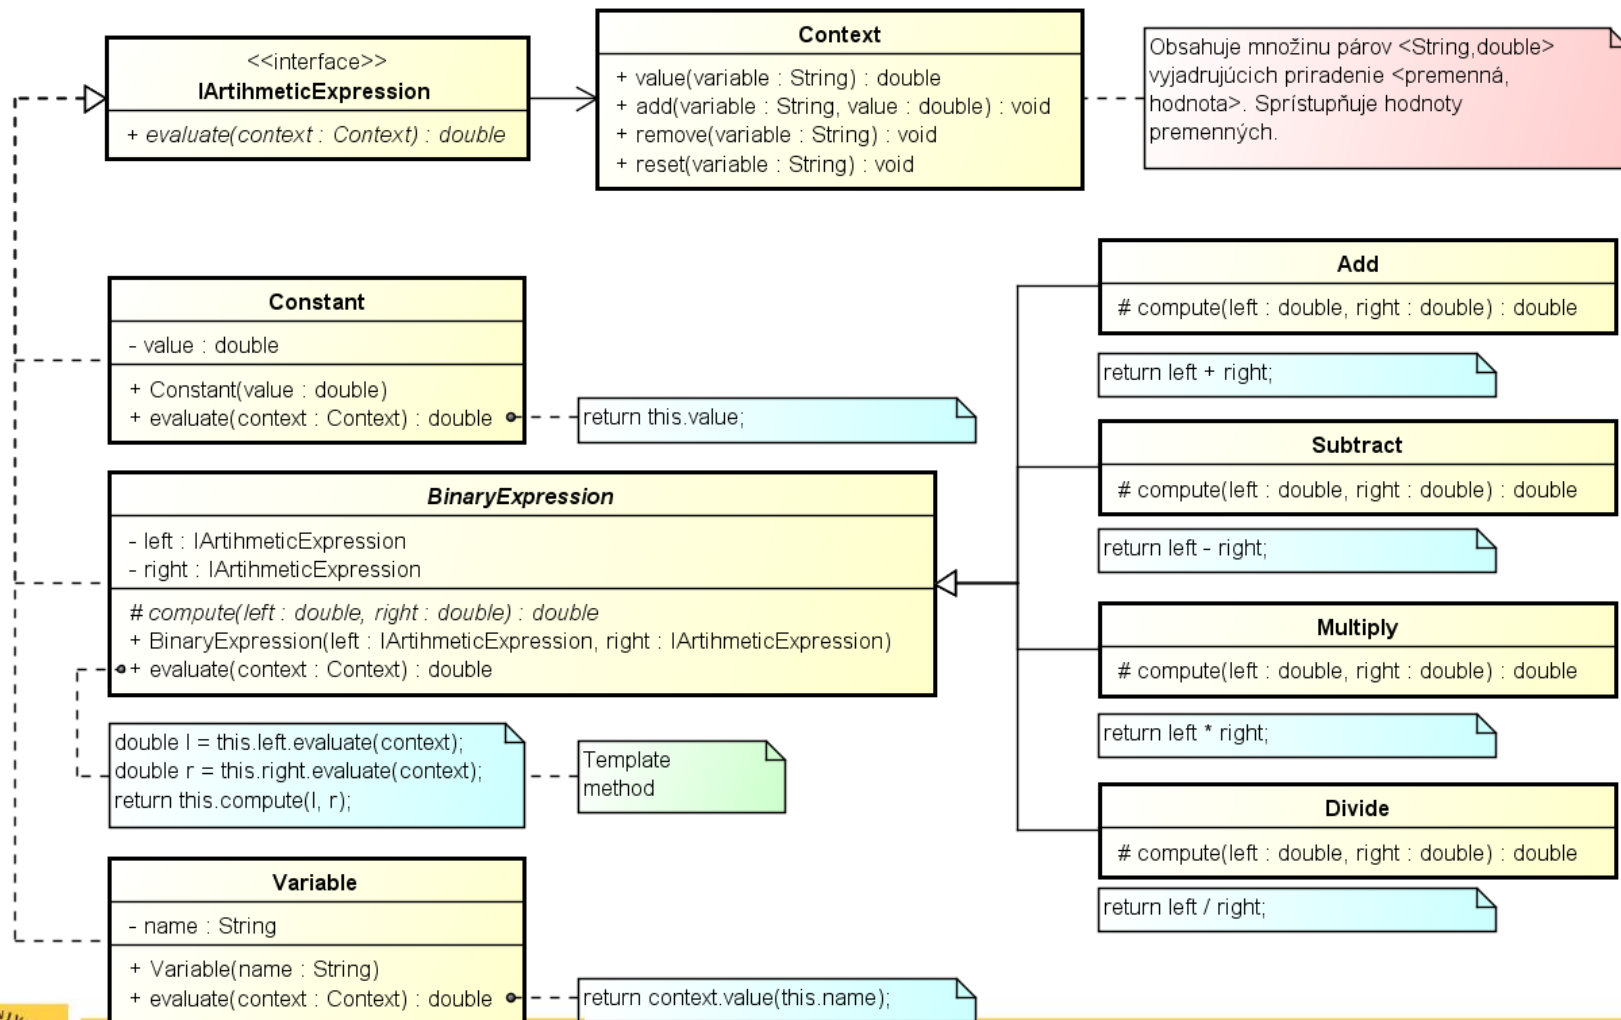 <<interface>>
IArtihmeticExpression
+ evaluate(context : Context) : double
Context
+ value(variable : String) : double
+ add(variable : String, value : double) : void
+ remove(variable : String) : void
+ reset(variable : String) : void
Obsahuje množinu párov <String,double>
vyjadrujúcich priradenie <premenná,
hodnota>. Sprístupňuje hodnoty
premenných.
Constant
- value : double
+ Constant(value : double)
+ evaluate(context : Context) : double
return this.value;
BinaryExpression
- left : IArtihmeticExpression
- right : IArtihmeticExpression
# compute(left : double, right : double) : double
+ BinaryExpression(left : IArtihmeticExpression, right : IArtihmeticExpression)
+ evaluate(context : Context) : double
double l = this.left.evaluate(context);
double r = this.right.evaluate(context);
return this.compute(l, r);
Template
method
Variable
- name : String
+ Variable(name : String)
+ evaluate(context : Context) : double
return context.value(this.name);
Add
# compute(left : double, right : double) : double
return left + right;
Subtract
# compute(left : double, right : double) : double
return left - right;
Multiply
# compute(left : double, right : double) : double
return left * right;
Divide
# compute(left : double, right : double) : double
return left / right;